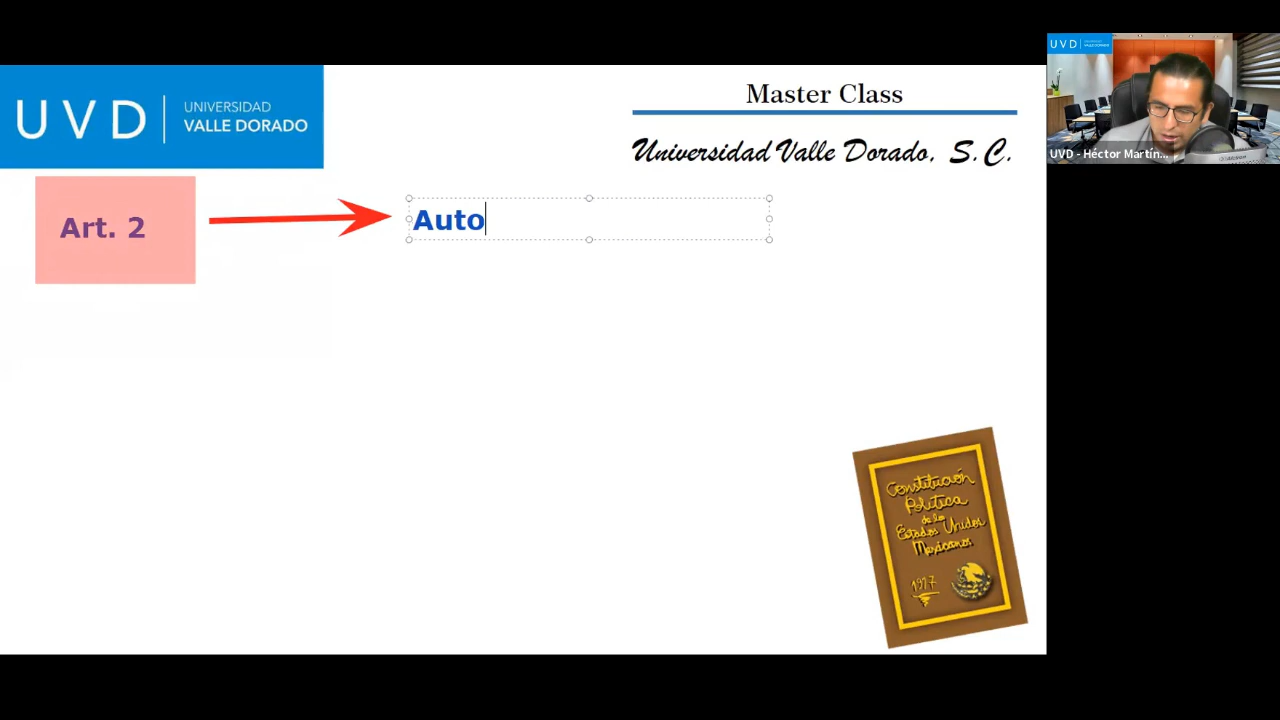 UVD
UNIVERSIDAD
VALLE DORADO
Master Class
Universidad Valle Dorado, S.C.
Art. 2
Auto
Constitución
Política
de los
Estados Unidos
Mexicanos
1917
UVD
UVD - Héctor Martín...